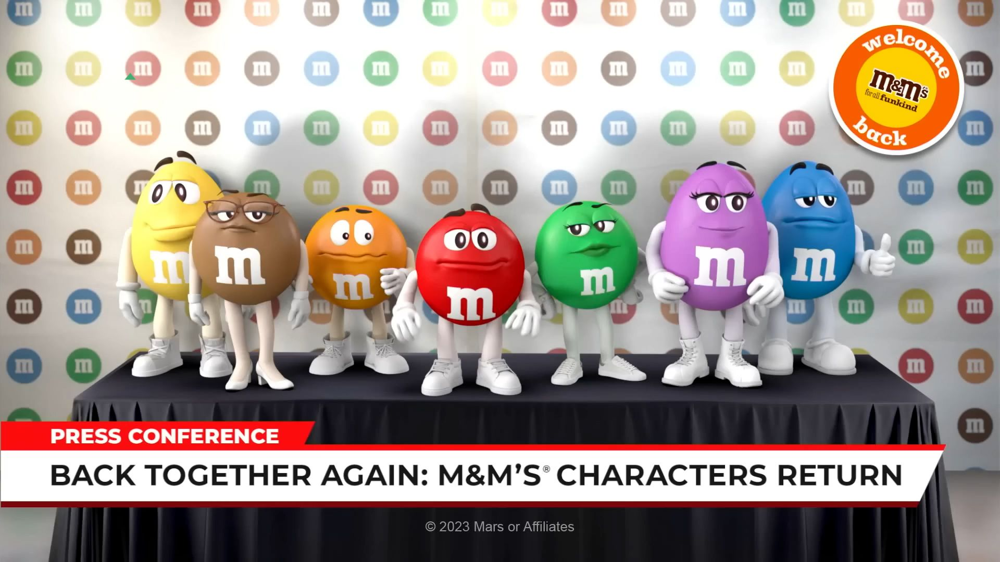 welcome
m&m's
for all funkind
back
m m m m m m m
PRESS CONFERENCE
BACK TOGETHER AGAIN: M&M’S® CHARACTERS RETURN
© 2023 Mars or Affiliates